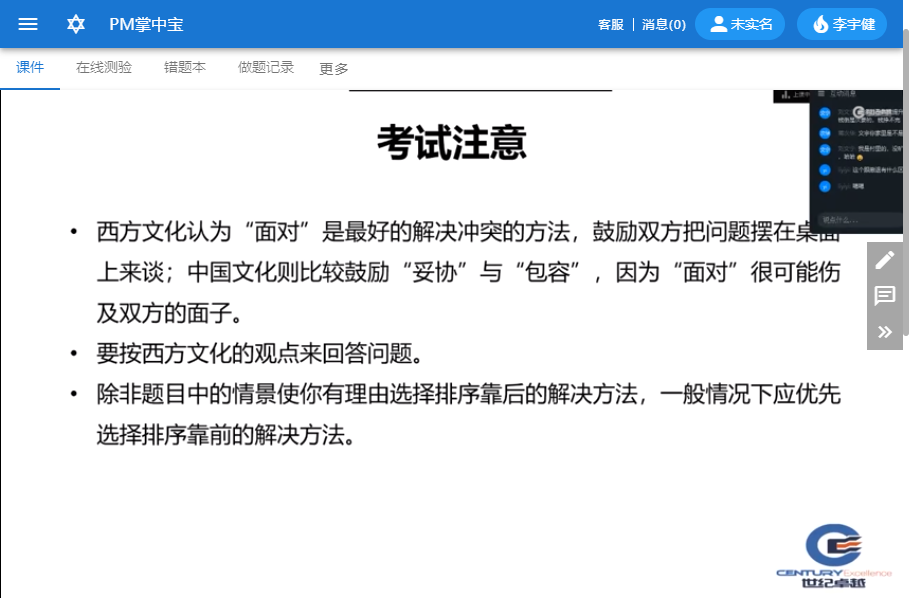 PM掌中宝
客服 | 消息(0) 未实名 李宇健
课件 在线测验 错题本 做题记录 更多
考试注意
• 西方文化认为“面对”是最好的解决冲突的方法，鼓励双方把问题摆在桌面
上来谈；中国文化则比较鼓励“妥协”与“包容”，因为“面对”很可能伤
及双方的面子。
• 要按西方文化的观点来回答问题。
• 除非题目中的情景使你有理由选择排序靠后的解决方法，一般情况下应优先
选择排序靠前的解决方法。
CENTURY Excellence
世纪卓越